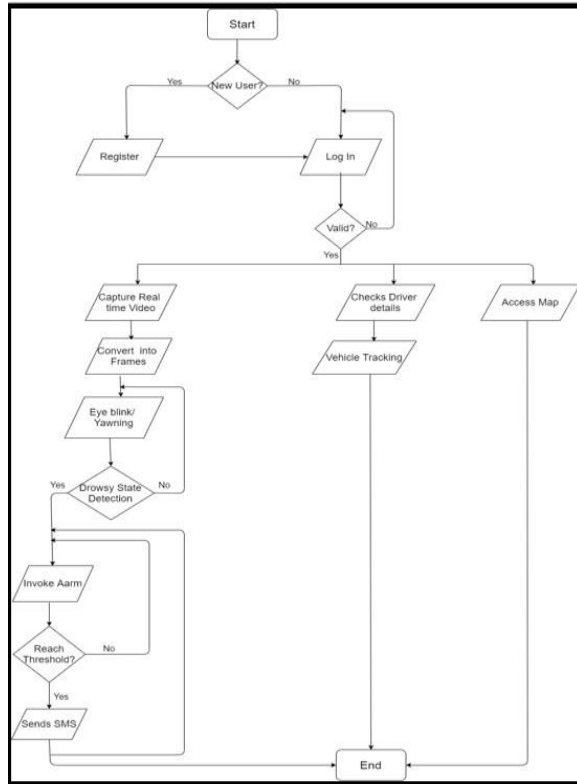 Start
New User?
Yes
No
Register
Log In
Valid?
No
Yes
Capture Real
time Video
Checks Driver
details
Access Map
Convert into
Frames
Vehicle Tracking
Eye blink/
Yawning
Drowsy State
Detection
Yes
No
Invoke Aarm
Reach
Threshold?
No
Yes
Sends SMS
End